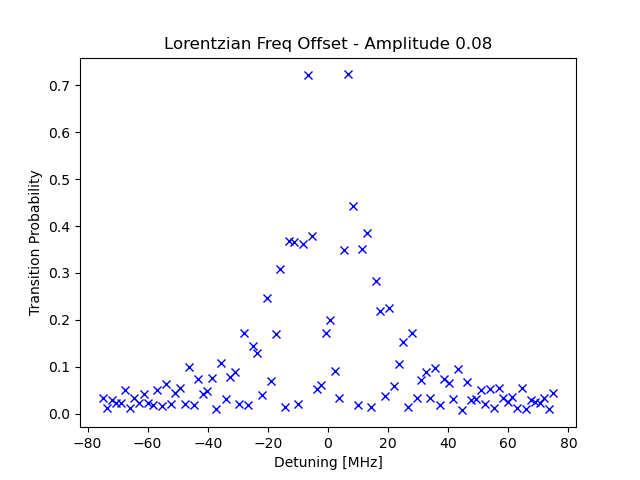 Lorentzian Freq Offset - Amplitude 0.08
0.7
0.6
0.5
0.4
0.3
0.2
0.1
0.0
Transition Probability
−80 −60 −40 −20 0 20 40 60 80
Detuning [MHz]